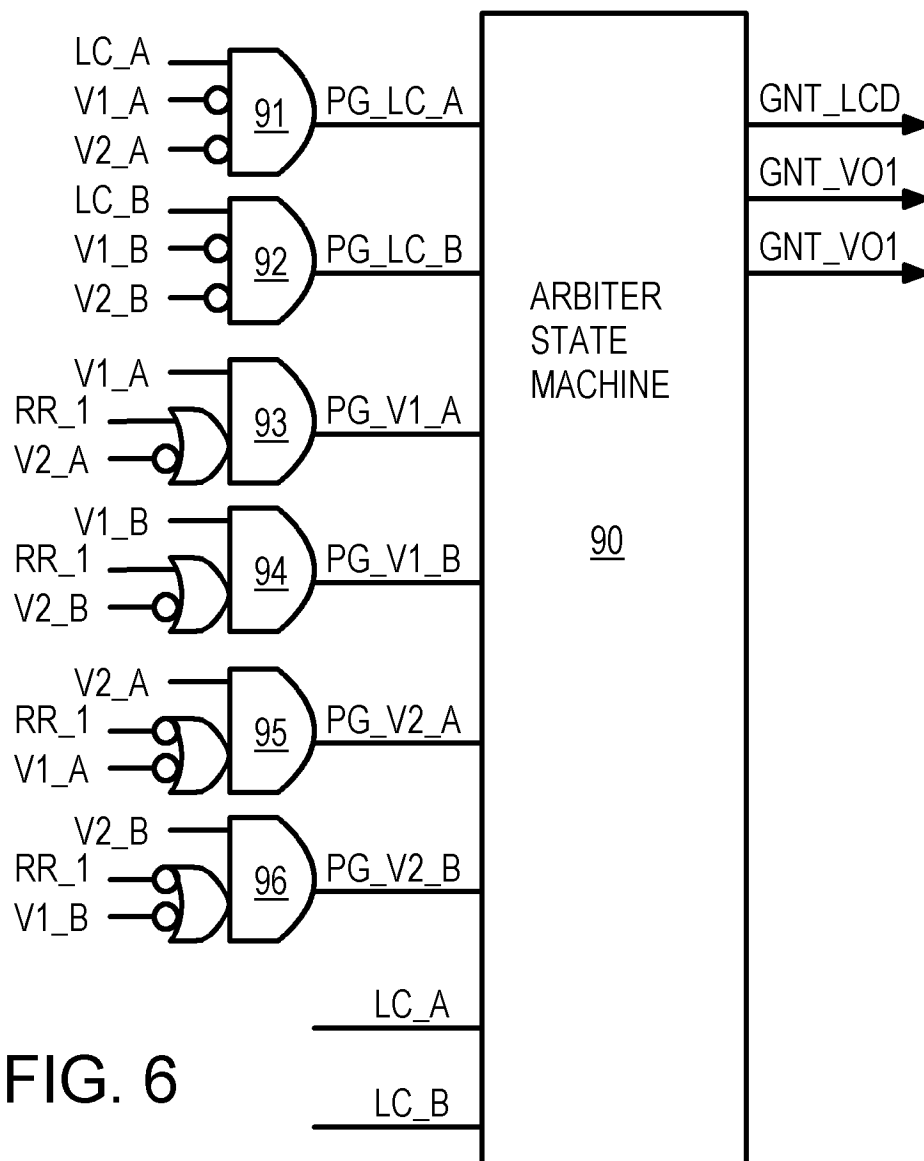 LC_A
V1_A
V2_A
91
PG_LC_A
LC_B
V1_B
V2_B
92
PG_LC_B
V1_A
RR_1
V2_A
93
PG_V1_A
V1_B
RR_1
V2_B
94
PG_V1_B
V2_A
RR_1
V1_A
95
PG_V2_A
V2_B
RR_1
V1_B
96
PG_V2_B
LC_A
LC_B
ARBITER
STATE
MACHINE
90
GNT_LCD
GNT_VO1
GNT_VO1
FIG. 6